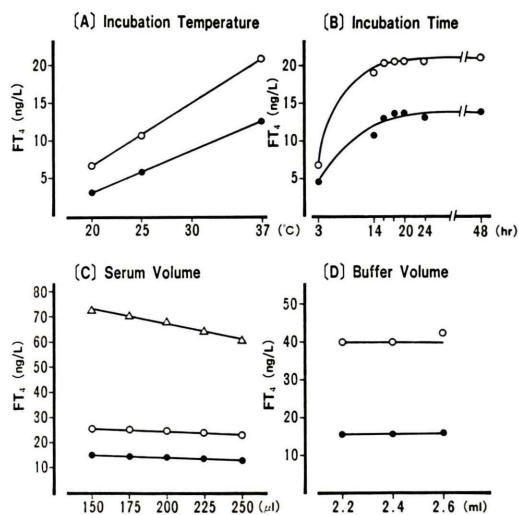 (A) Incubation Temperature
FT₄ (ng/L)
20
15
10
5
20 25 30 37 (°C)
(B) Incubation Time
FT₄ (ng/L)
20
15
10
5
3 14 20 24 48 (hr)
(C) Serum Volume
FT₄ (ng/L)
80
70
60
50
40
30
20
10
150 175 200 225 250 (μl)
(D) Buffer Volume
FT₄ (ng/L)
50
40
30
20
10
2.2 2.4 2.6 (ml)